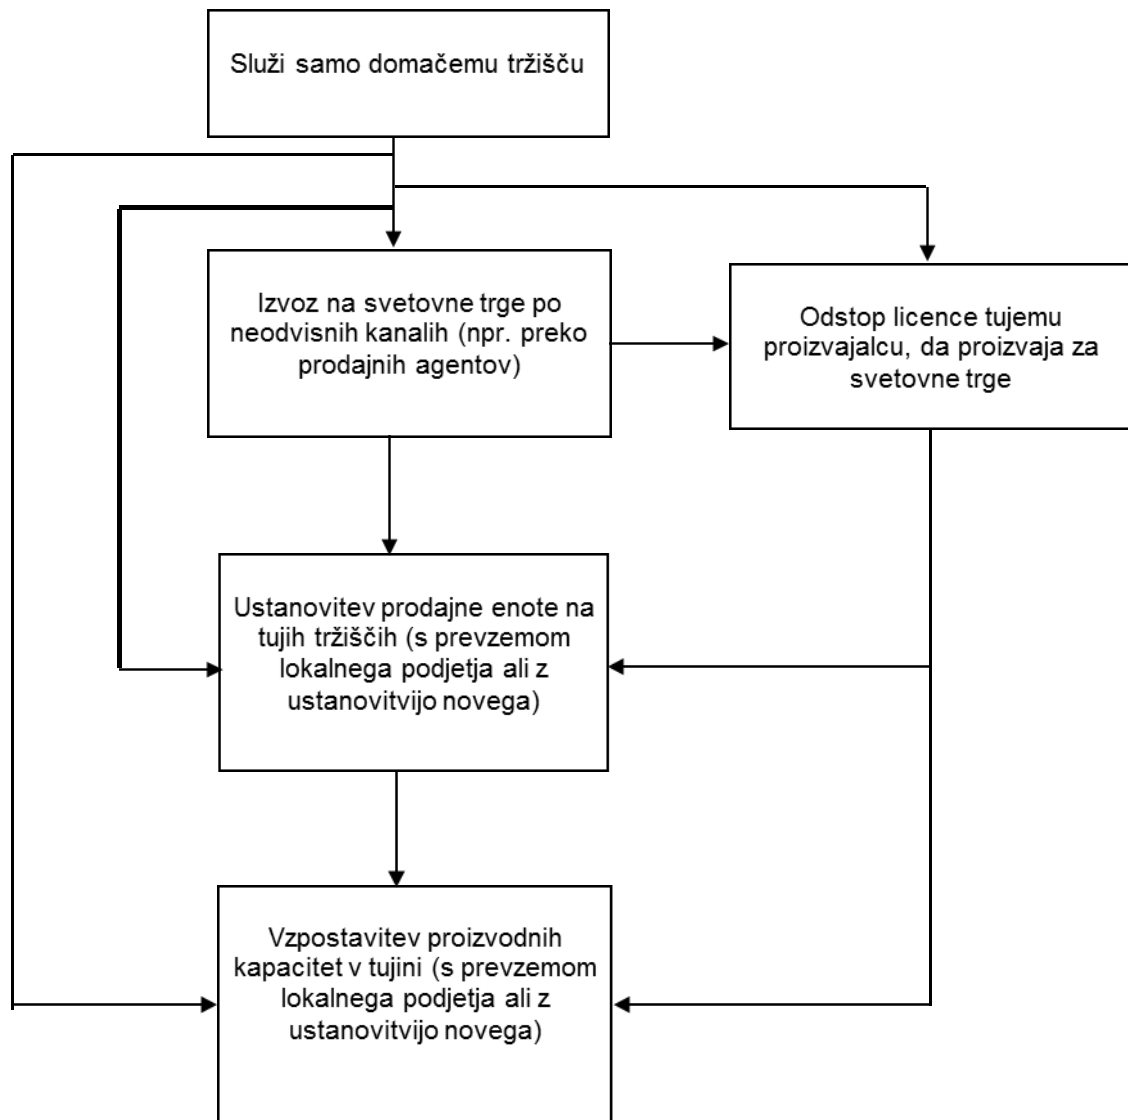 Služi samo domačemu tržišču
Izvoz na svetovne trge po
neodvisnih kanalih (npr. preko
prodajnih agentov)
Odstop licence tujemu
proizvajalcu, da proizvaja za
svetovne trge
Ustanovitev prodajne enote na
tujih tržiščih (s prevzemom
lokalnega podjetja ali z
ustanovitvijo novega)
Vzpostavitev proizvodnih
kapacitet v tujini (s prevzemom
lokalnega podjetja ali z
ustanovitvijo novega)